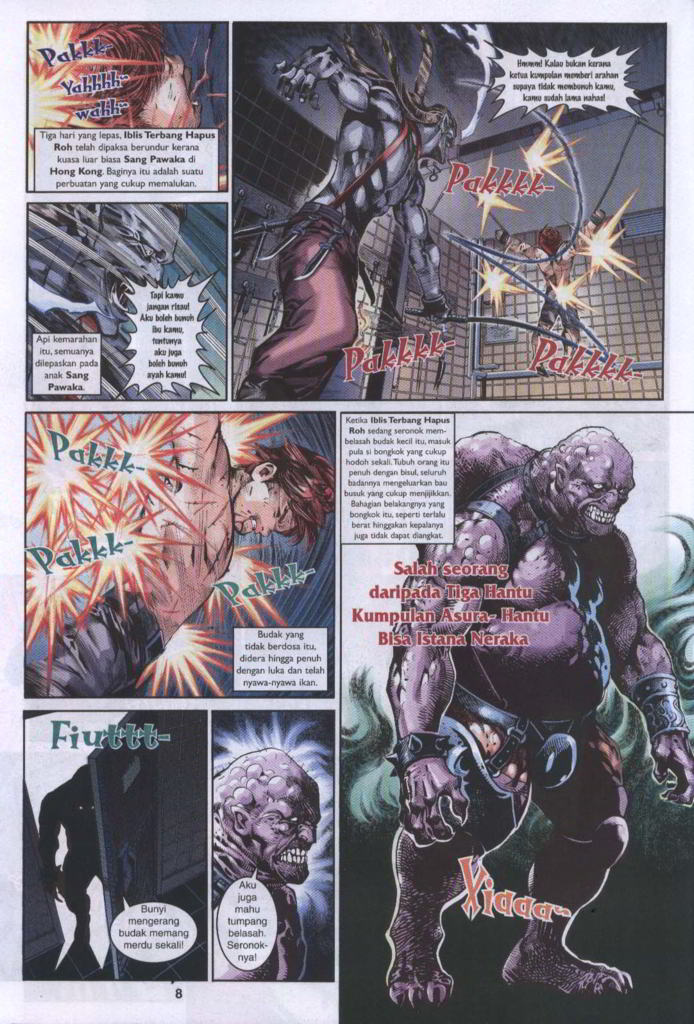 Pakkk-
Yahhhh-
wahh-
Tiga hari yang lepas, Iblis Terbang Hapus
Roh telah dipaksa berundur kerana
kuasa luar biasa Sang Pawaka di
Hong Kong. Baginya itu adalah suatu
perbuatan yang cukup memalukan.
Hmmm! Kalau bukan kerana
ketua kumpulan memberi arahan
supaya tidak membunuh kamu,
kamu sudah lama nahas!
Pakkkk-
Pakkkk-
Pakkkk-
Tapi kamu
jangan risau!
Aku boleh bunuh
ibu kamu,
tentunya
aku juga
boleh bunuh
ayah kamu!
Api kemarahan
itu, semuanya
dilepaskan pada
anak Sang
Pawaka.
Pakkk-
Pakkk-
Pakkk-
Budak yang
tidak berdosa itu,
didera hingga penuh
dengan luka dan telah
nyawa-nyawa ikan.
Ketika Iblis Terbang Hapus
Roh sedang seronok mem-
belasah budak kecil itu, masuk
pula si bongkok yang cukup
hodoh sekali. Tubuh orang itu
penuh dengan bisul, seluruh
badannya mengeluarkan bau
busuk yang cukup menjijikkan.
Bahagian belakangnya yang
bongkok itu, seperti terlalu
berat hinggakan kepalanya
juga tidak dapat diangkat.
Salah seorang
daripada Tiga Hantu
Kumpulan Asura- Hantu
Bisa Istana Neraka
Fiuttt-
Bunyi
mengerang
budak memang
merdu sekali!
Aku
juga
mahu
tumpang
belasah.
Seronok-
nya!
Yiaaa-
8